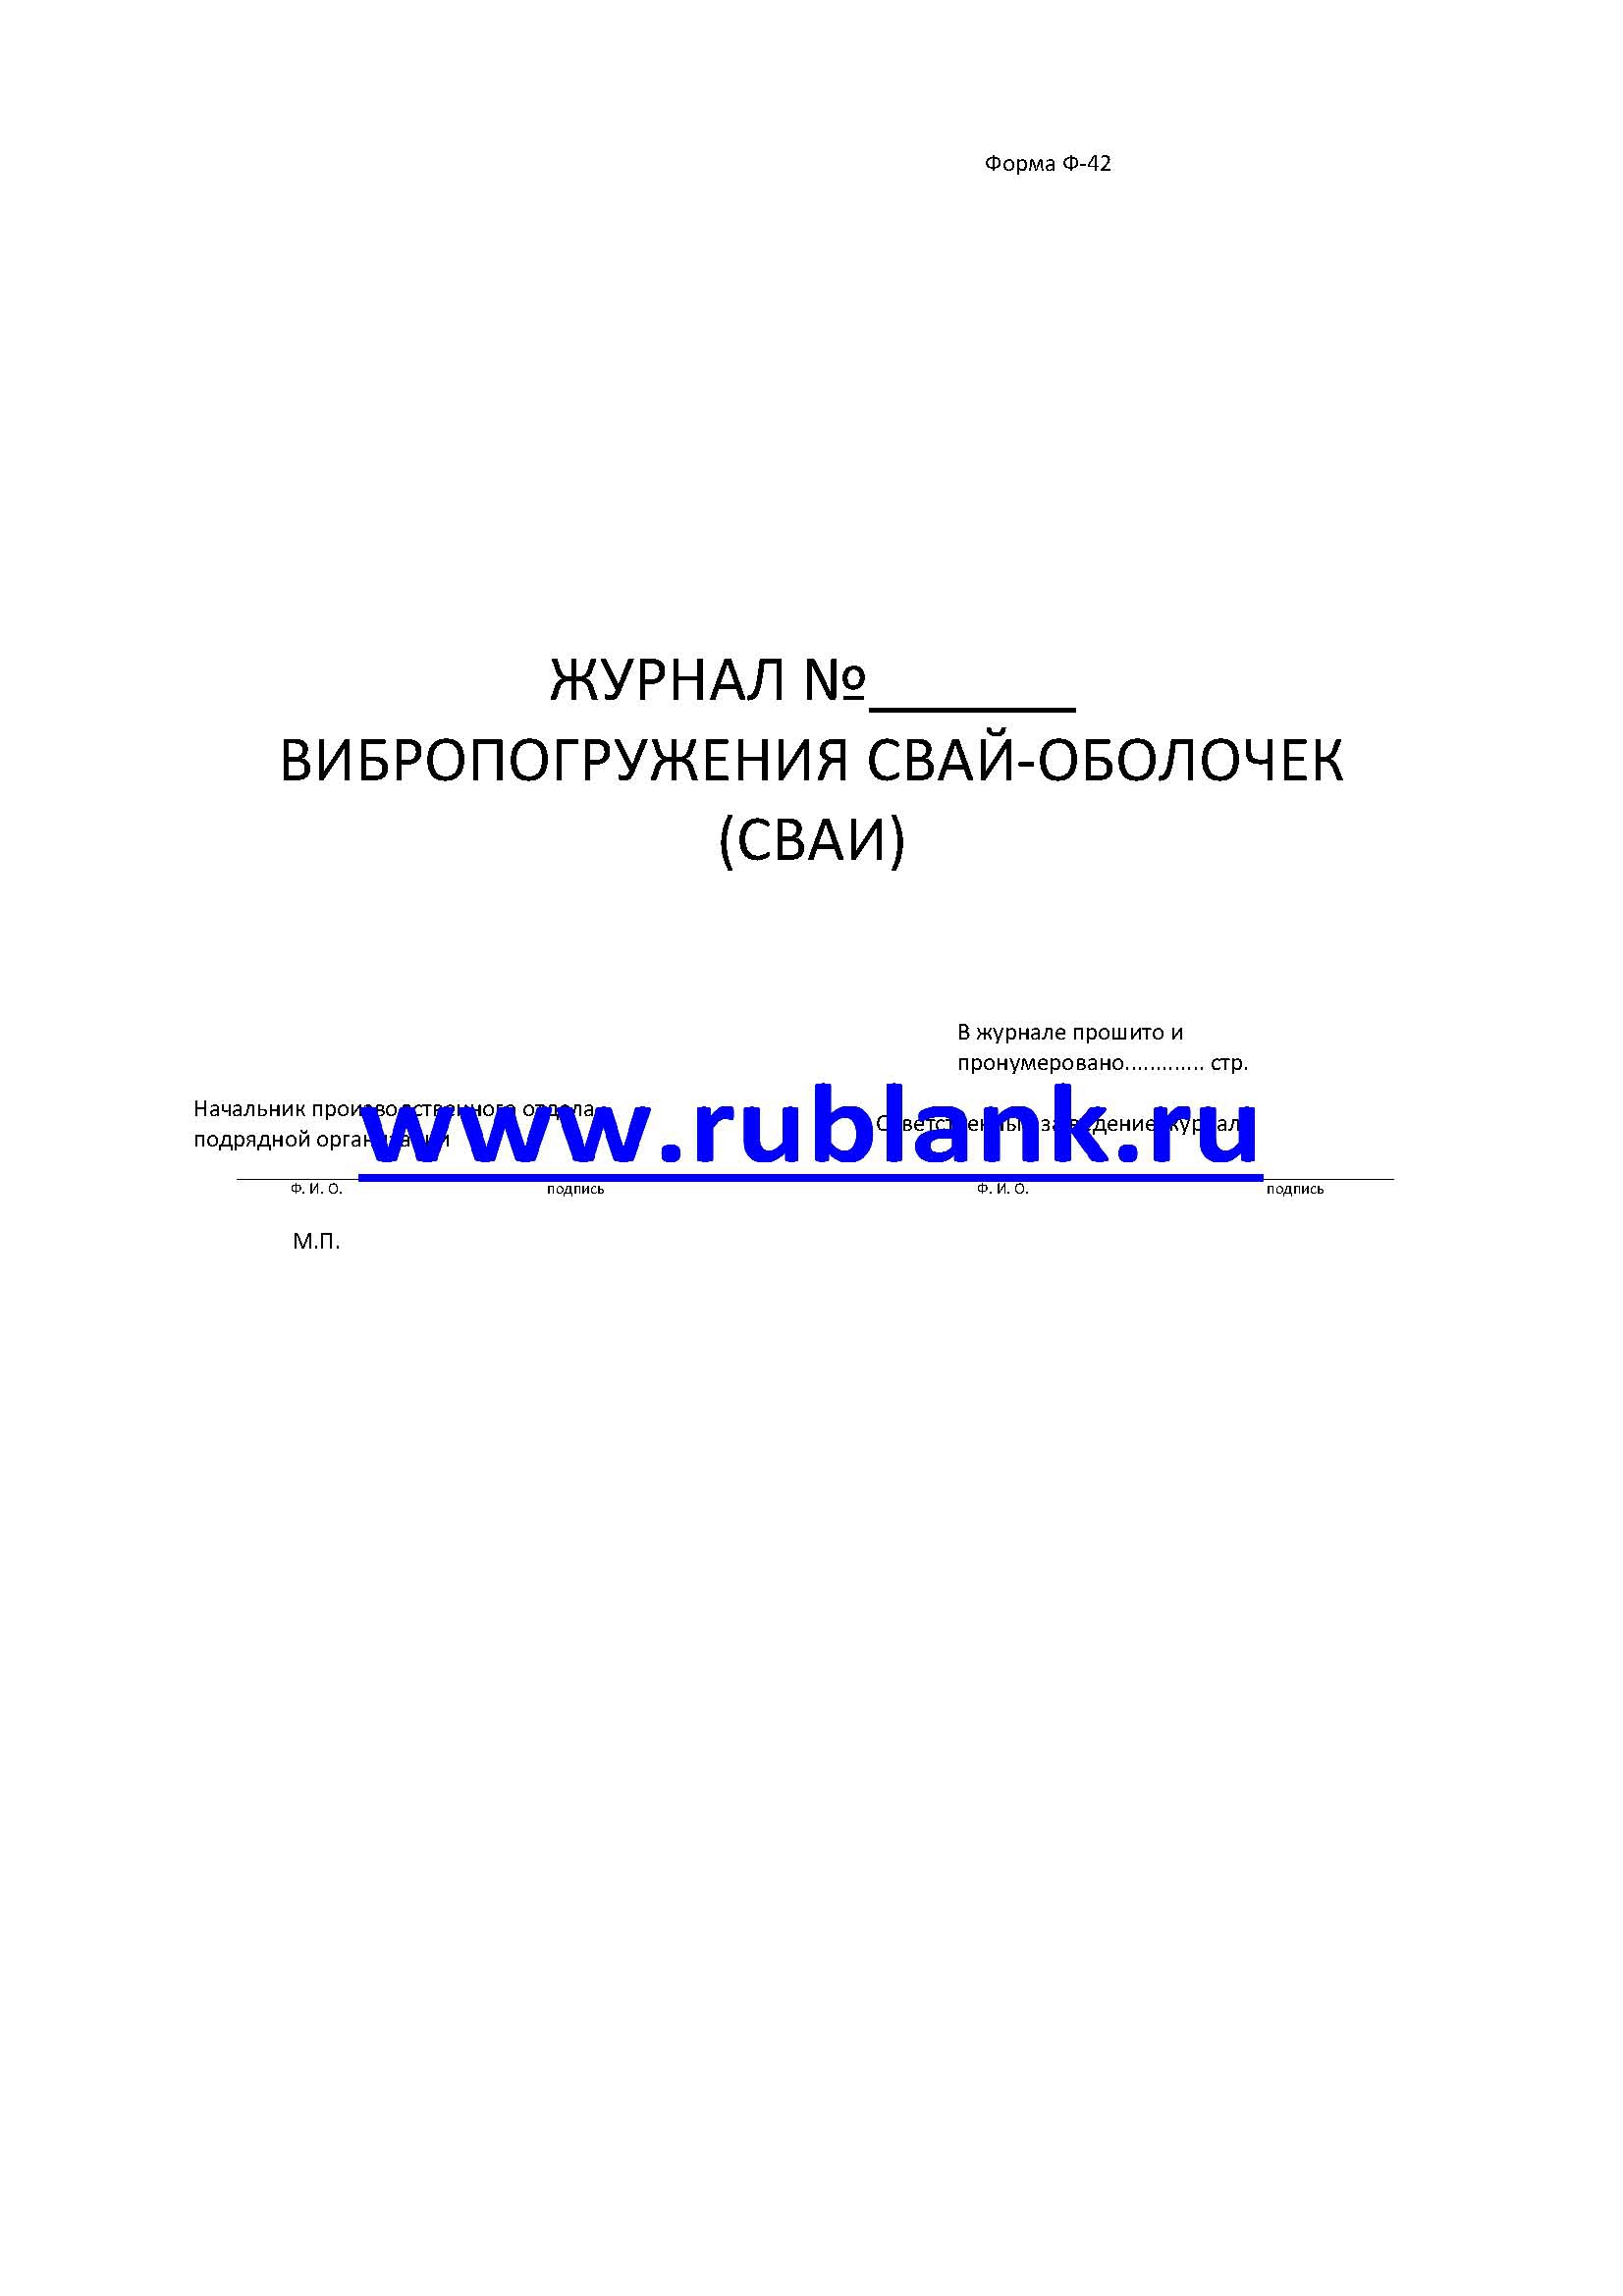 Форма Ф-42
ЖУРНАЛ №_______
ВИБРОПОГРУЖЕНИЯ СВАЙ-ОБОЛОЧЕК
(СВАИ)
В журнале прошито и
пронумеровано............. стр.
Начальник производственного отдела
подрядной организации
Ответственный за ведение журнала
www.rublank.ru
Ф. И. О. подпись Ф. И. О. подпись
М.П.